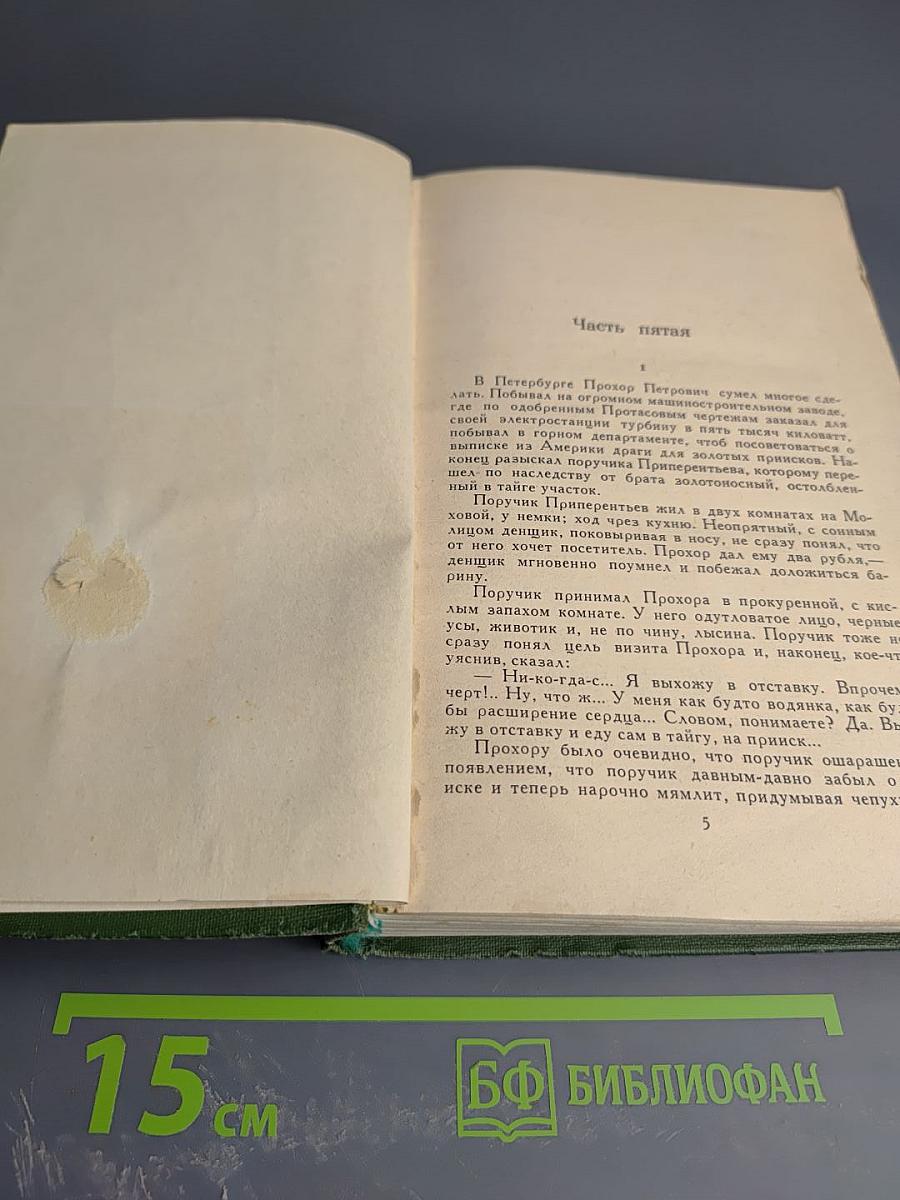 Часть пятая
1
В Петербурге Прохор Петрович сумел многое сде-
лать. Побывал на огромном машиностроительном заводе,
где по одобренным Протасовым чертежам заказал для
своей электростанции турбину в пять тысяч киловатт,
побывал в горном департаменте, чтоб посоветоваться о
выписке из Америки драги для золотых приисков. На-
конец разыскал поручика Приперентьева, которому пере-
шел по наследству от брата золотоносный, остолблен-
ный в тайге участок.
Поручик Приперентьев жил в двух комнатах на Мо-
ховой, у немки; ход чрез кухню. Неопрятный, с сонным
лицом денщик, поковыривая в носу, не сразу понял, что
от него хочет посетитель. Прохор дал ему два рубля,—
денщик мгновенно поумнел и побежал доложиться ба-
рину.
Поручик принимал Прохора в прокуренной, с кис-
лым запахом комнате. У него одутловатое лицо, черные
усы, животик и, не по чину, лысина. Поручик тоже не
сразу понял цель визита Прохора и, наконец, кое-чт
уяснив, сказал:
— Ни-ко-гда-с... Я выхожу в отставку. Впрочем
черт!.. Ну, что ж... У меня как будто водянка, как буд
бы расширение сердца... Словом, понимаете? Да. Вы
жу в отставку и еду сам в тайгу, на прииск...
Прохору было очевидно, что поручик ошарашен
появлением, что поручик давным-давно забыл о
иске и теперь нарочно мямлит, придумывая чепух
5
15 см
БФ БИБЛИОФАН